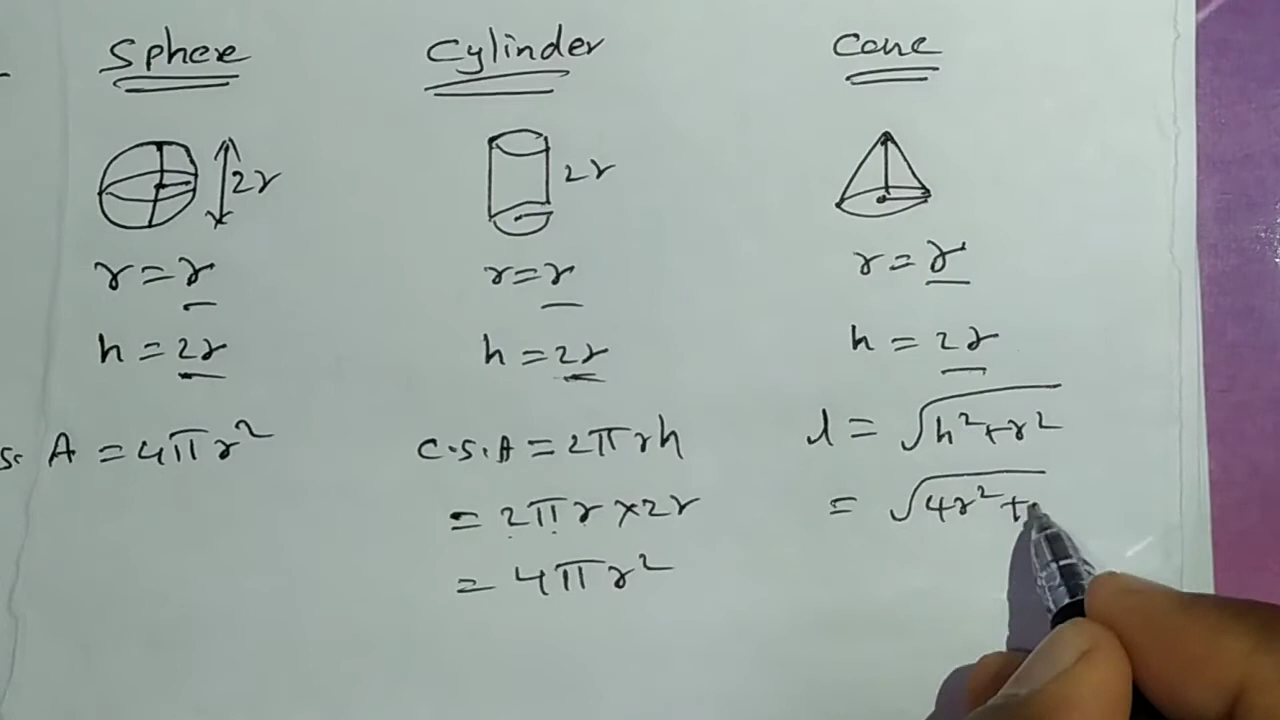 Sphere
2r
r = r
h = 2r
S. A = 4πr²
Cylinder
2r
r = r
h = 2r
C.S.A = 2πrh
= 2πr × 2r
= 4πr²
Cone
r = r
h = 2r
l = √h²+r²
= √4r²+